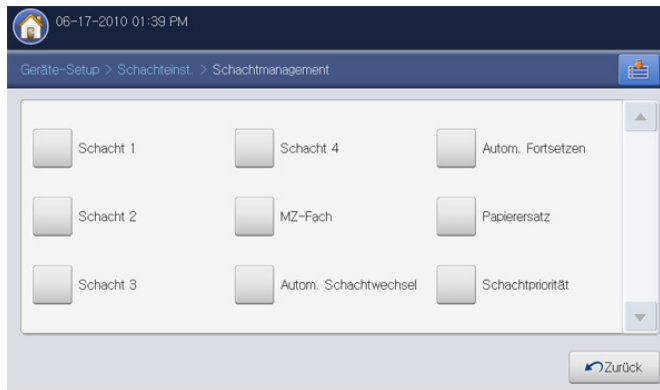 06-17-2010 01:39 PM
Geräte-Setup > Schachteinst. > Schachtmanagement
Schacht 1
Schacht 4
Autom. Fortsetzen
Schacht 2
MZ-Fach
Papierersatz
Schacht 3
Autom. Schachtwechsel
Schachtpriorität
Zurück